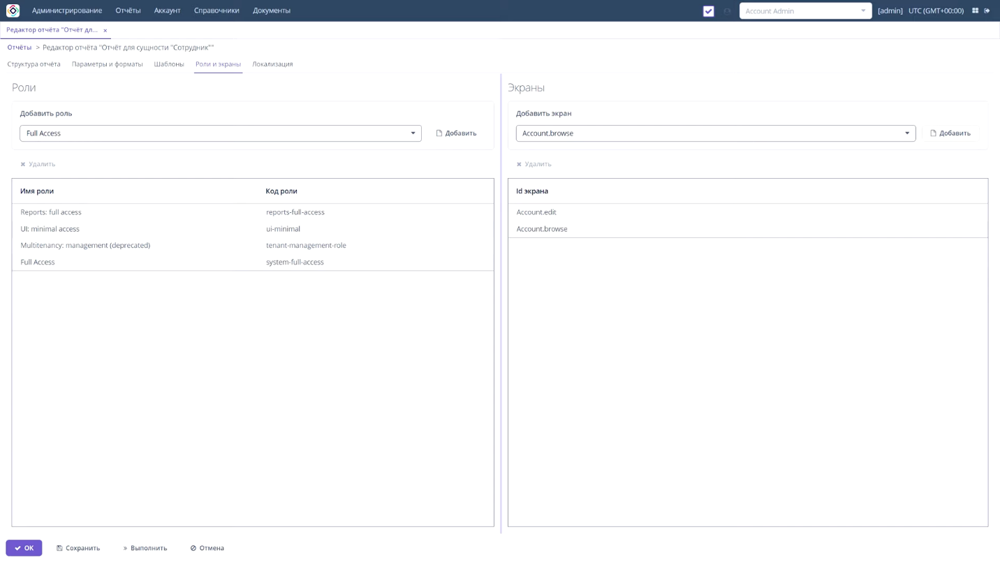 Администрирование Отчёты Аккаунт Справочники Документы Account Admin [admin] UTC (GMT+00:00)
Редактор отчёта "Отчёт дл... ×
Отчёты > Редактор отчёта "Отчёт для сущности "Сотрудник""
Структура отчёта Параметры и форматы Шаблоны Роли и экраны Локализация
Роли
Добавить роль
Full Access Добавить
Удалить
Имя роли Код роли
Reports: full access reports-full-access
UI: minimal access ui-minimal
Multitenancy: management (deprecated) tenant-management-role
Full Access system-full-access
Экраны
Добавить экран
Account.browse Добавить
Удалить
Id экрана
Account.edit
Account.browse
ОК Сохранить Выполнить Отмена